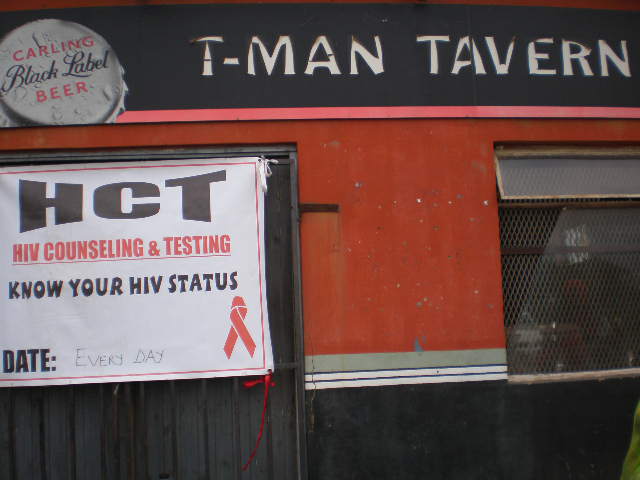 CARLING
Black Label
BEER
T-MAN TAVERN
HCT
HIV COUNSELING & TESTING
KNOW YOUR HIV STATUS
DATE: EVERY DAY